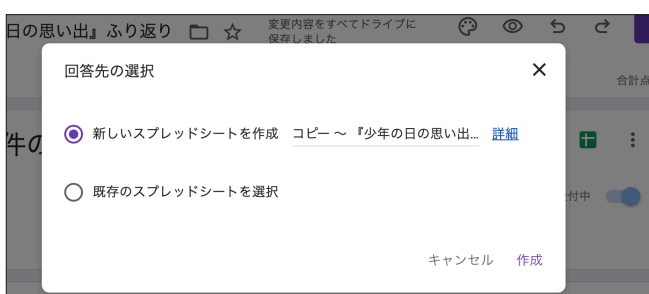 日の思い出』ふり返り
変更内容をすべてドライブに
保存しました
回答先の選択
合計点
件の
新しいスプレッドシートを作成 コピー ~ 『少年の日の思い出... 詳細
既存のスプレッドシートを選択
付中
キャンセル 作成